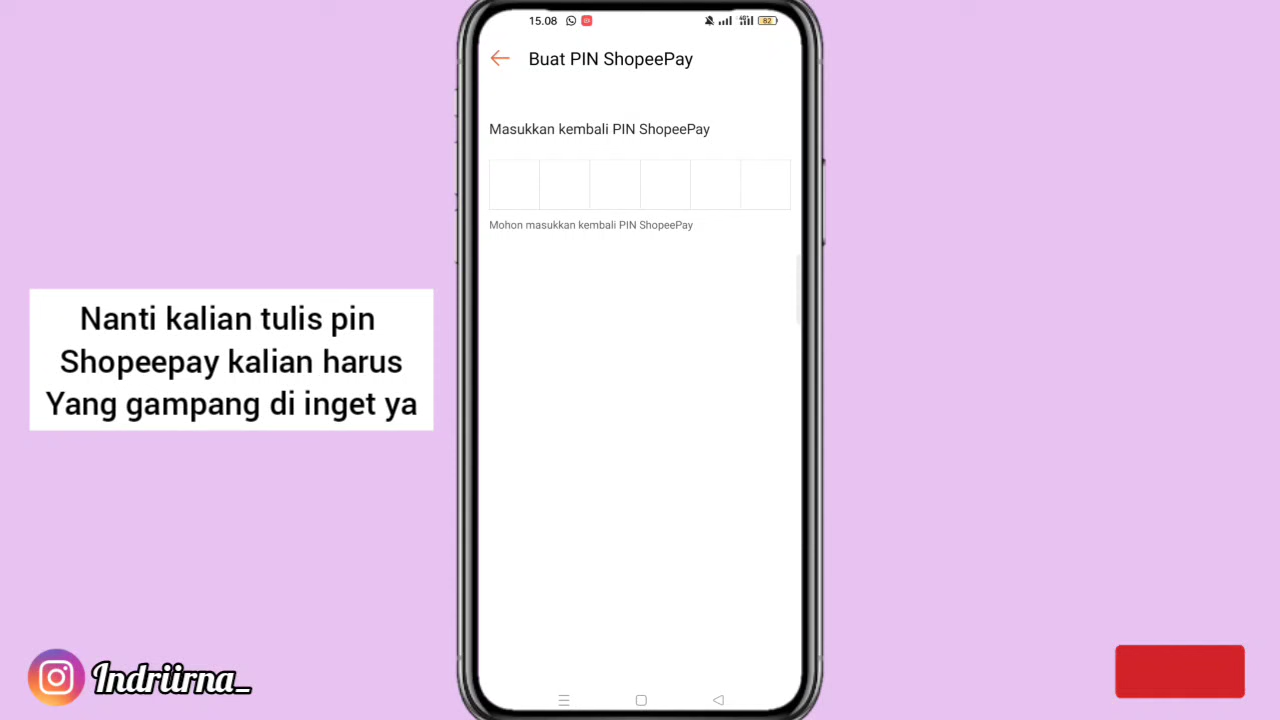 15.08
82
Buat PIN ShopeePay
Masukkan kembali PIN ShopeePay
Mohon masukkan kembali PIN ShopeePay
Nanti kalian tulis pin
Shopeepay kalian harus
Yang gampang di inget ya
Indriirna_